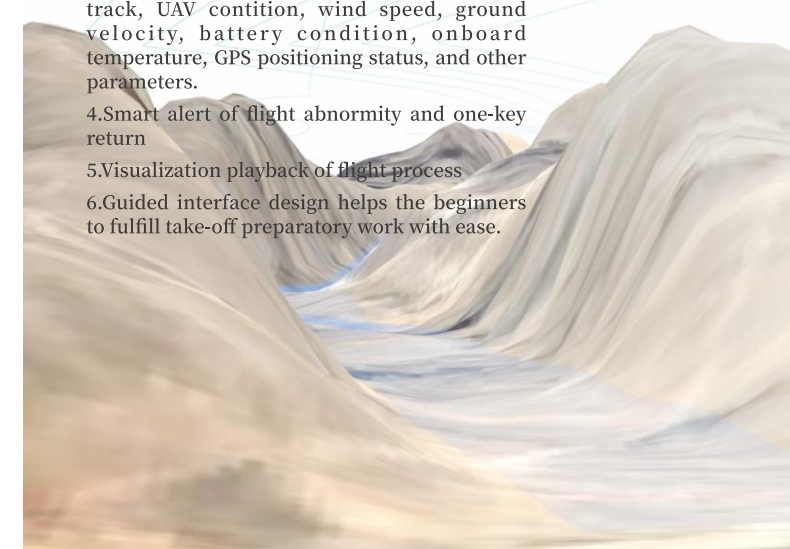 track, UAV contition, wind speed, ground
velocity, battery condition, onboard
temperature, GPS positioning status, and other
parameters.
4.Smart alert of flight abnormity and one-key
return
5.Visualization playback of flight process
6.Guided interface design helps the beginners
to fulfill take-off preparatory work with ease.